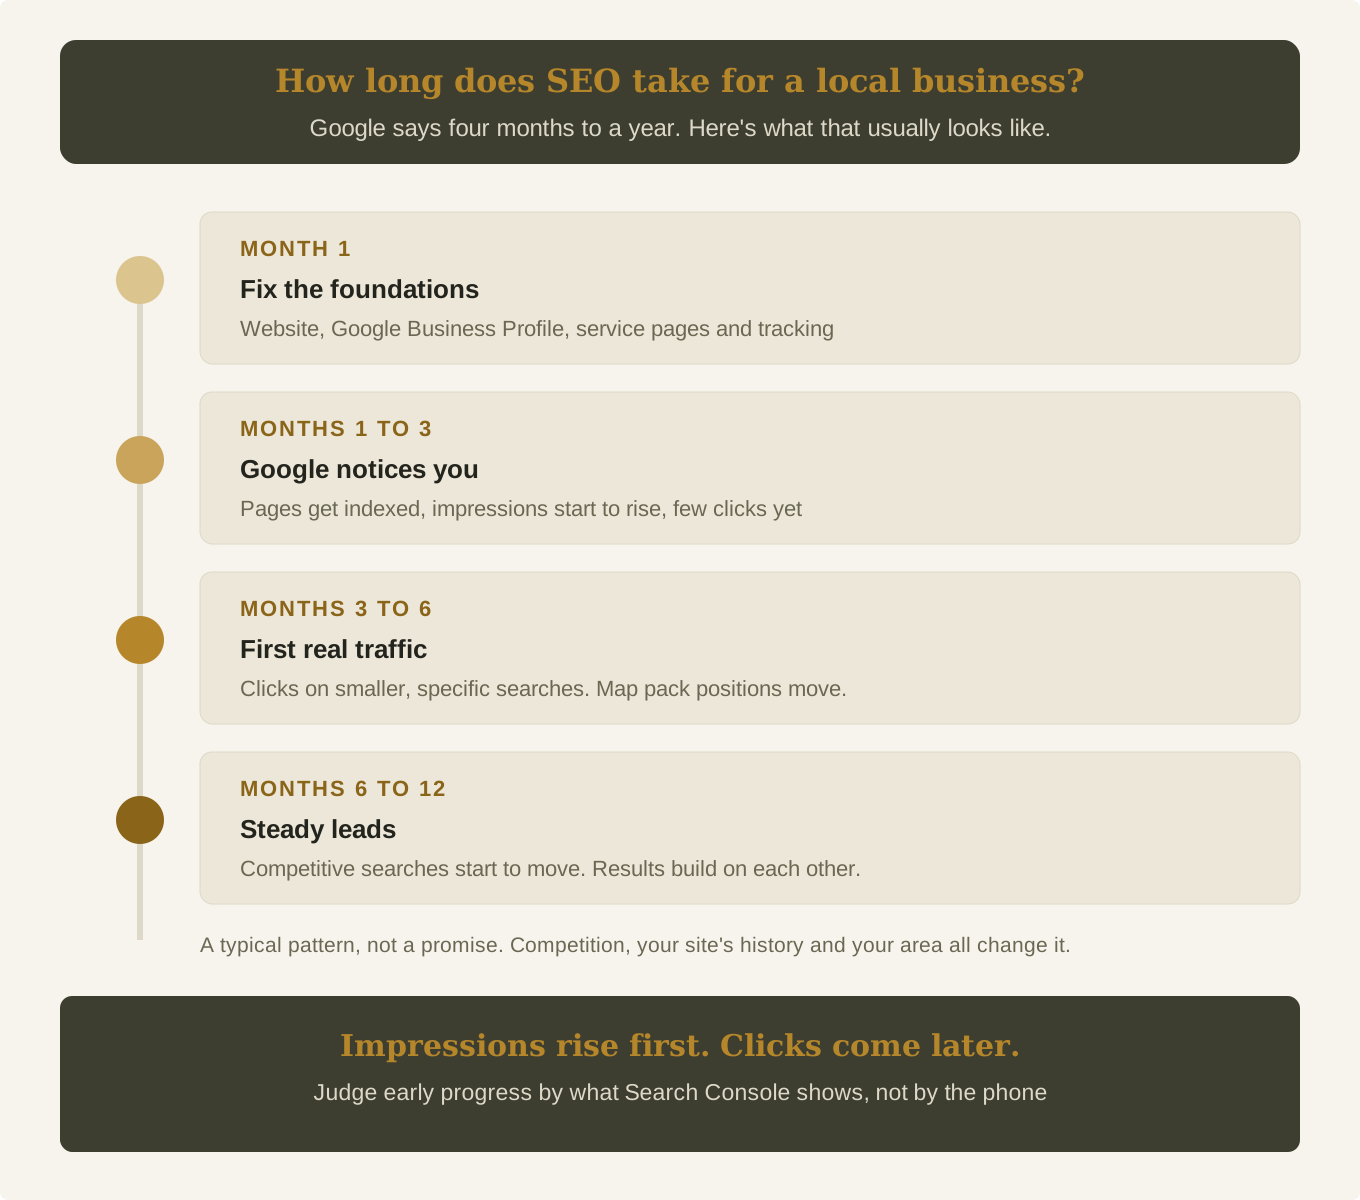 How long does SEO take for a local business?
Google says four months to a year. Here's what that usually looks like.
MONTH 1
Fix the foundations
Website, Google Business Profile, service pages and tracking
MONTHS 1 TO 3
Google notices you
Pages get indexed, impressions start to rise, few clicks yet
MONTHS 3 TO 6
First real traffic
Clicks on smaller, specific searches. Map pack positions move.
MONTHS 6 TO 12
Steady leads
Competitive searches start to move. Results build on each other.
A typical pattern, not a promise. Competition, your site's history and your area all change it.
Impressions rise first. Clicks come later.
Judge early progress by what Search Console shows, not by the phone